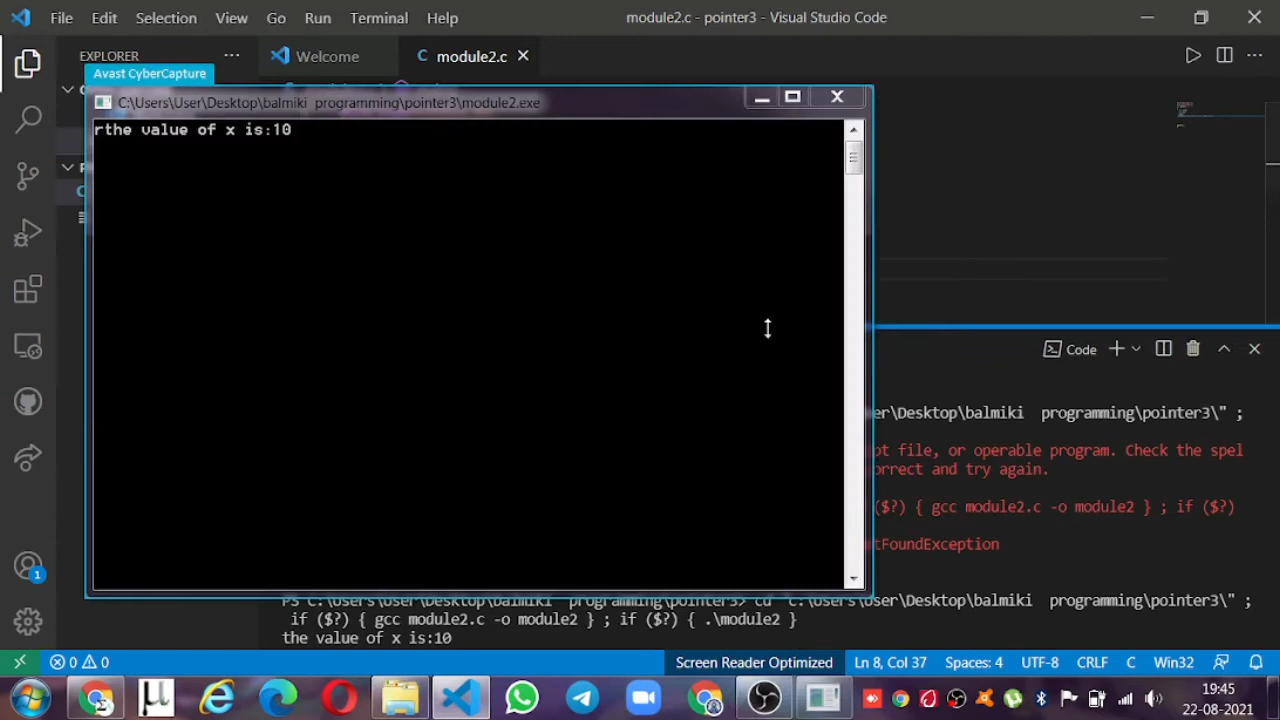 File Edit Selection View Go Run Terminal Help module2.c - pointer3 - Visual Studio Code
EXPLORER ··· Welcome C module2.c
Avast CyberCapture
C:\Users\User\Desktop\balmiki programming\pointer3\module2.exe
rthe value of x is:10
Code
er\Desktop\balmiki programming\pointer3\" ;
t file, or operable program. Check the spel
orrect and try again.
($?) { gcc module2.c -o module2 } ; if ($?)
tFoundException
PS C:\Users\User\Desktop\balmiki programming\pointer3> cd "C:\Users\User\Desktop\balmiki programming\pointer3\" ;
if ($?) { gcc module2.c -o module2 } ; if ($?) { .\module2 }
the value of x is:10
1
0 0 Screen Reader Optimized Ln 8, Col 37 Spaces: 4 UTF-8 CRLF C Win32
19:45
22-08-2021